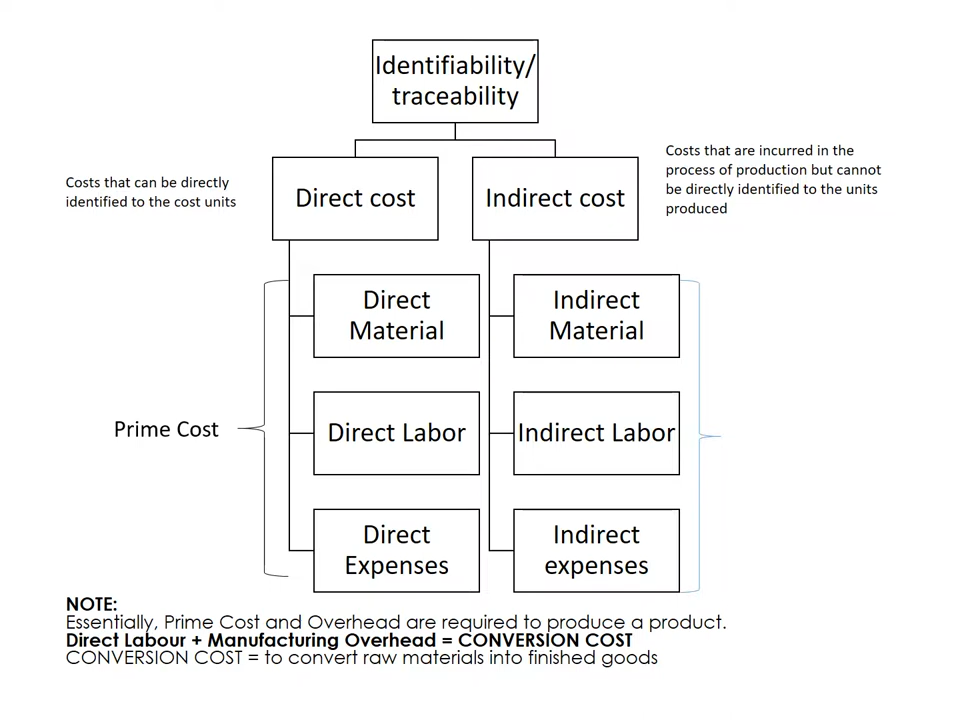 Identifiability/
traceability
Costs that can be directly
identified to the cost units
Direct cost
Indirect cost
Costs that are incurred in the
process of production but cannot
be directly identified to the units
produced
Direct
Material
Indirect
Material
Prime Cost
Direct Labor
Indirect Labor
Direct
Expenses
Indirect
expenses
NOTE:
Essentially, Prime Cost and Overhead are required to produce a product.
Direct Labour + Manufacturing Overhead = CONVERSION COST
CONVERSION COST = to convert raw materials into finished goods